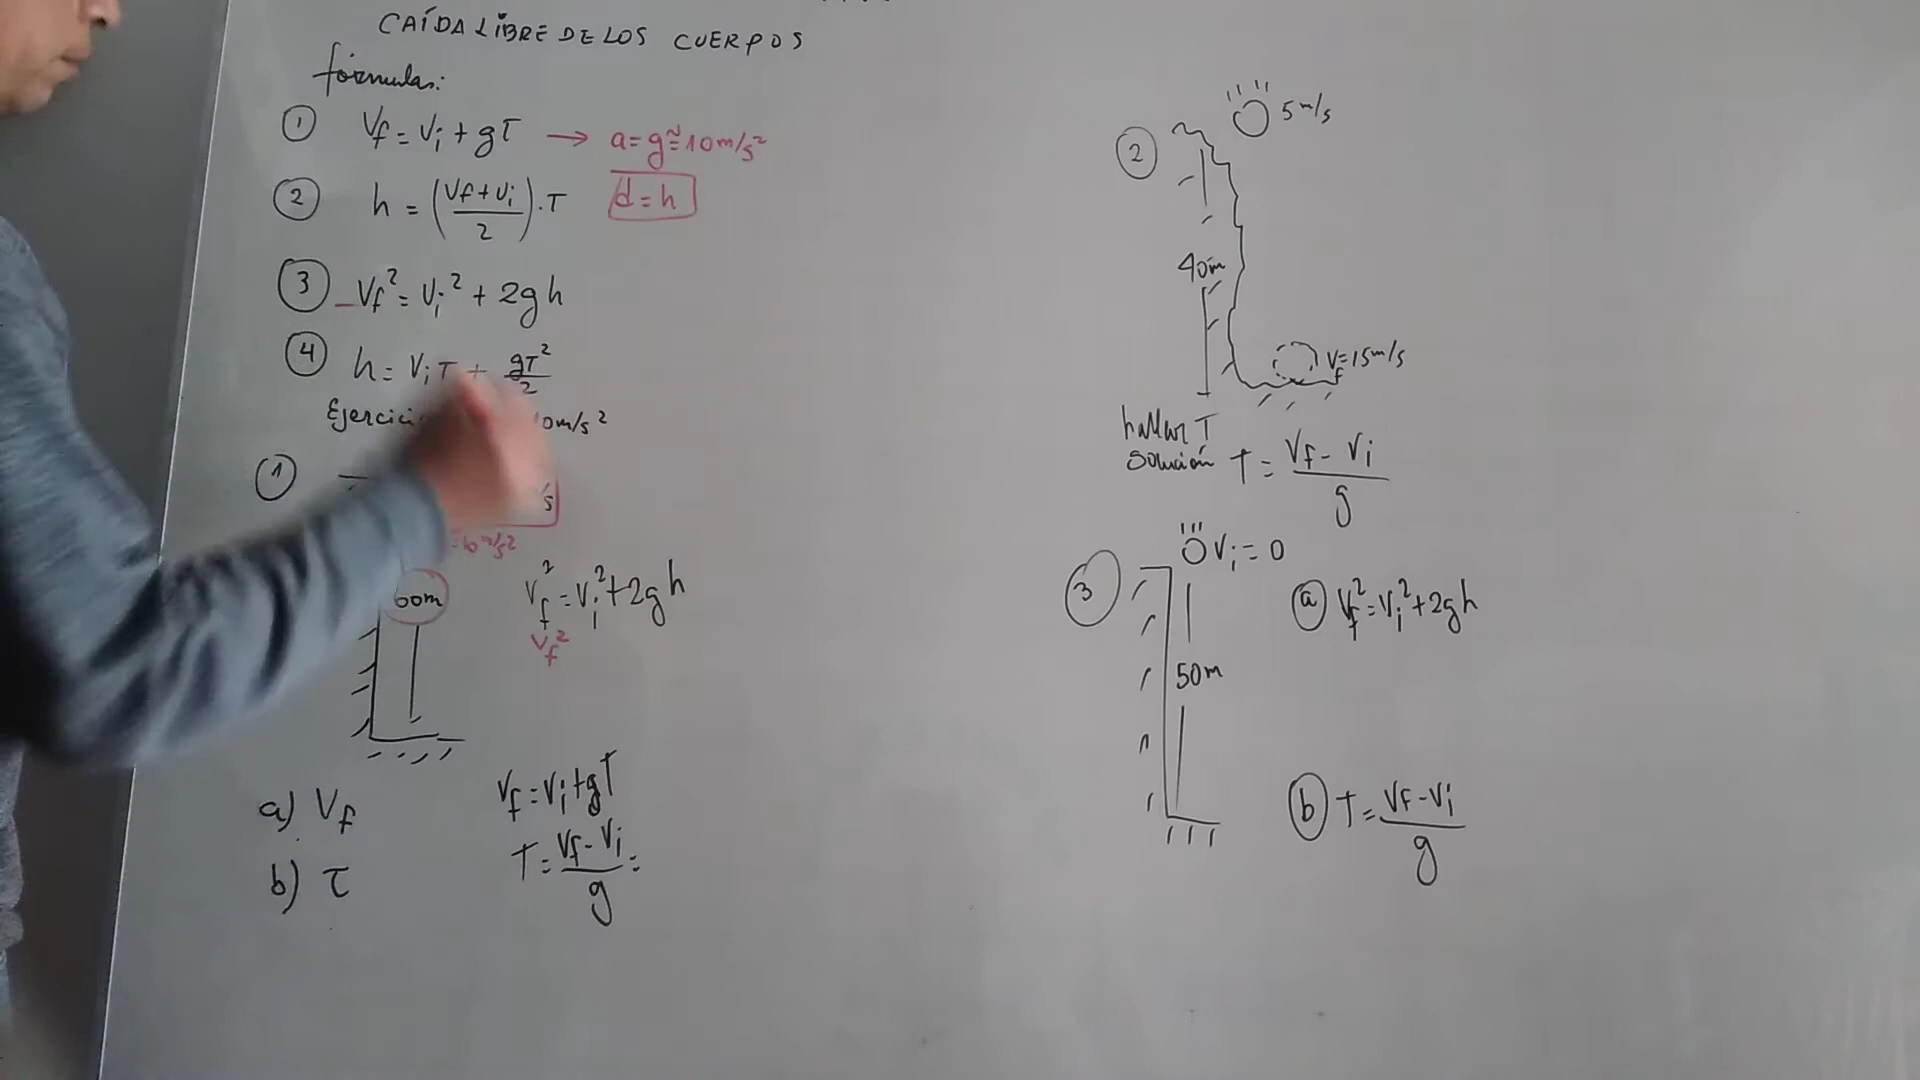 CAÍDA LIBRE DE LOS CUERPOS
fórmulas:
① Vf = Vi + gT → a = g ≈ 10 m/s²
② h = (Vf + Vi / 2) . T d = h
③ Vf² = Vi² + 2gh
④ h = ViT + gT²/2
m/s²
①
10 m/s²
60m
Vf² = Vi² + 2gh
Vf²
a) Vf
Vf = Vi + gT
b) T
T = Vf - Vi / g =
② 5 m/s
40m
Vf = 15 m/s
hallar T
solución T = Vf - Vi / g
③ Vi = 0
50m
ⓐ Vf² = Vi² + 2gh
ⓑ T = Vf - Vi / g